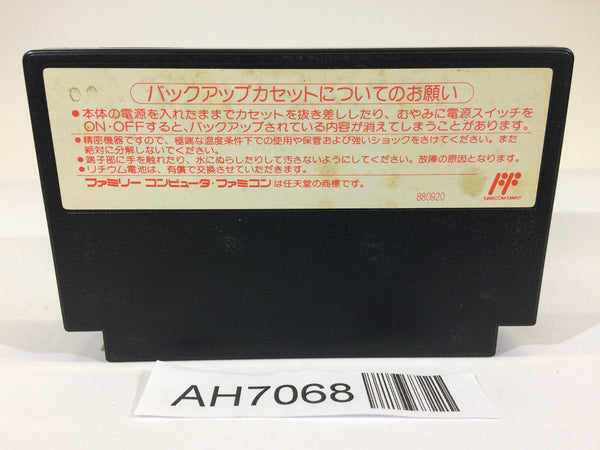 バックアップカセットについてのお願い
●本体の電源を入れたままでカセットを抜き差ししたり、むやみに電源スイッチを
ON・OFFすると、バックアップされている内容が消えてしまうことがあります。
●精密機器ですので、極端な温度条件下での使用や保管および強いショックをさけてください。また
絶対に分解しないでください。
●端子部に手を触れたり、水にぬらしたりして汚さないようにしてください。故障の原因となります。
●リチウム電池は、有償で交換させていただきます。
ファミリー コンピュータ・ファミコン は任天堂の商標です。
880920
AH7068